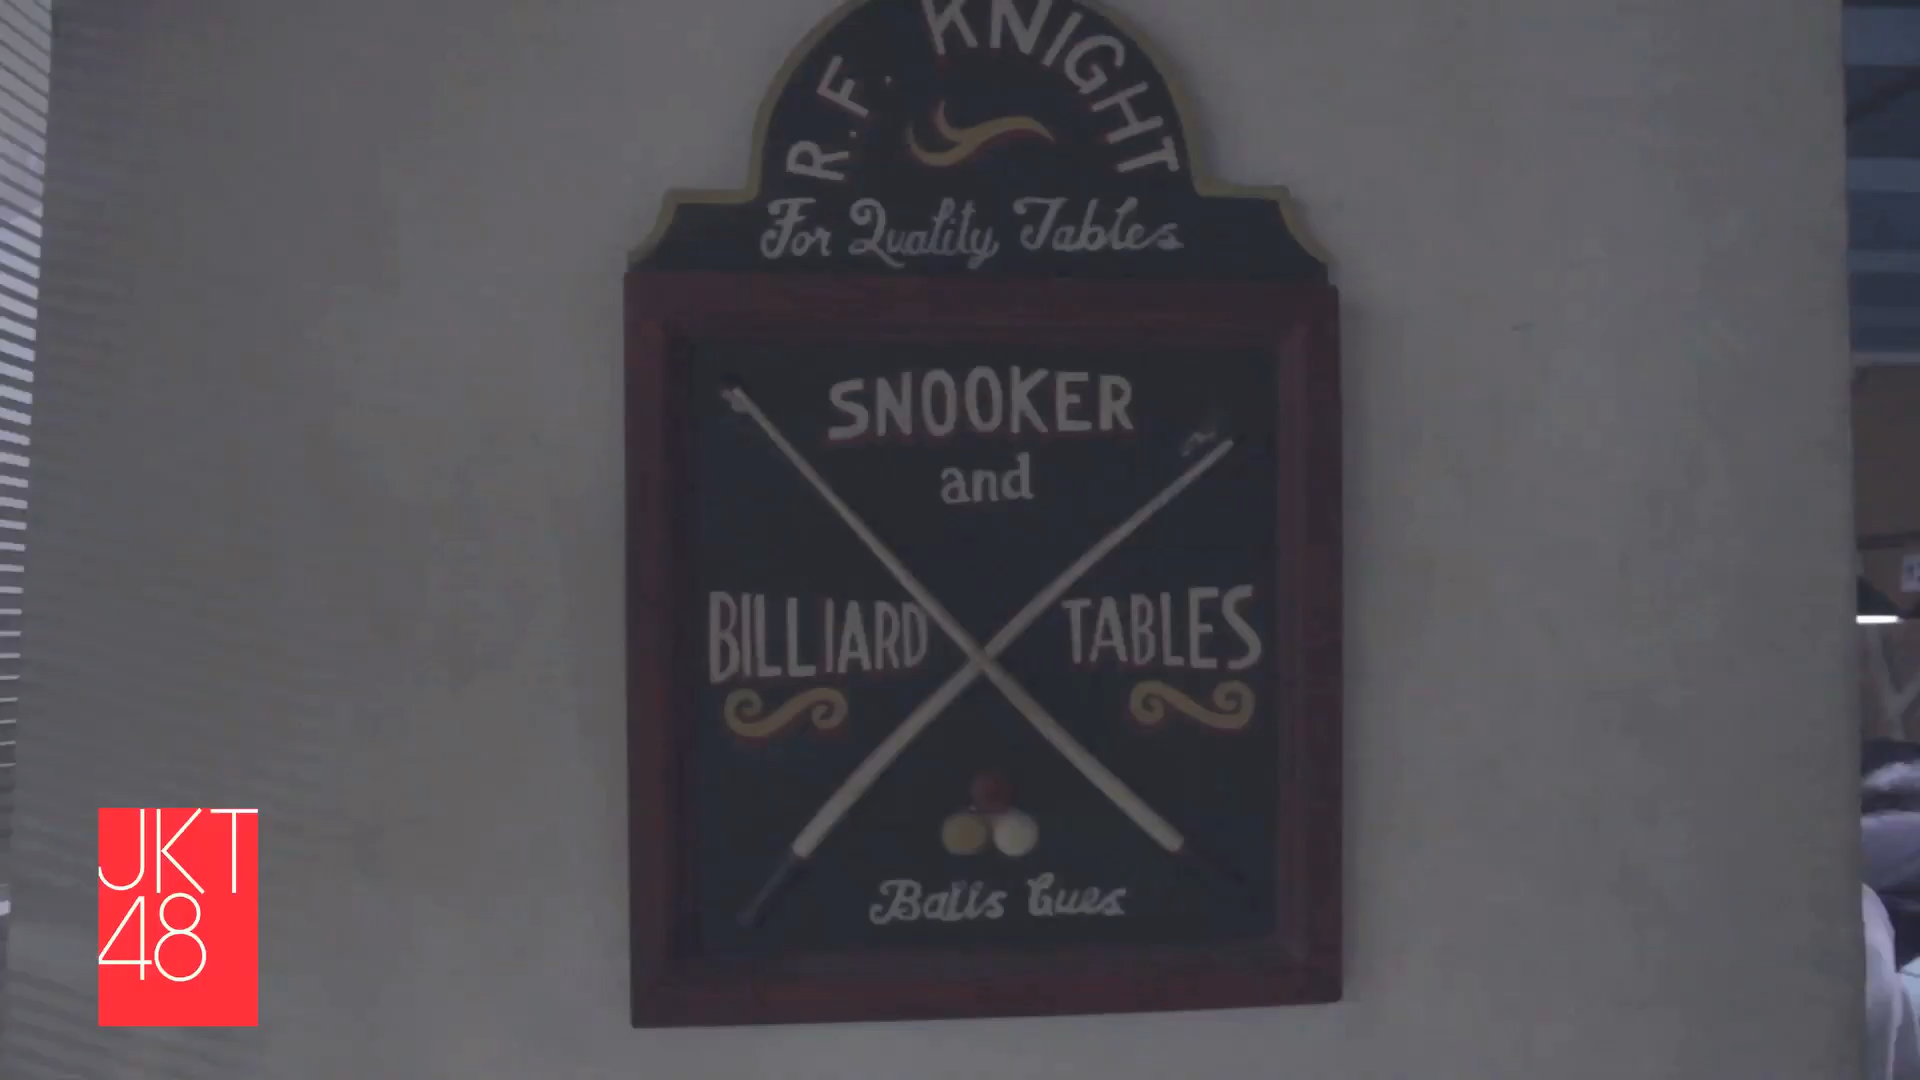 R.F. KNIGHT
For Quality Tables
SNOOKER
and
BILLIARD TABLES
Balls Cues
JKT
48